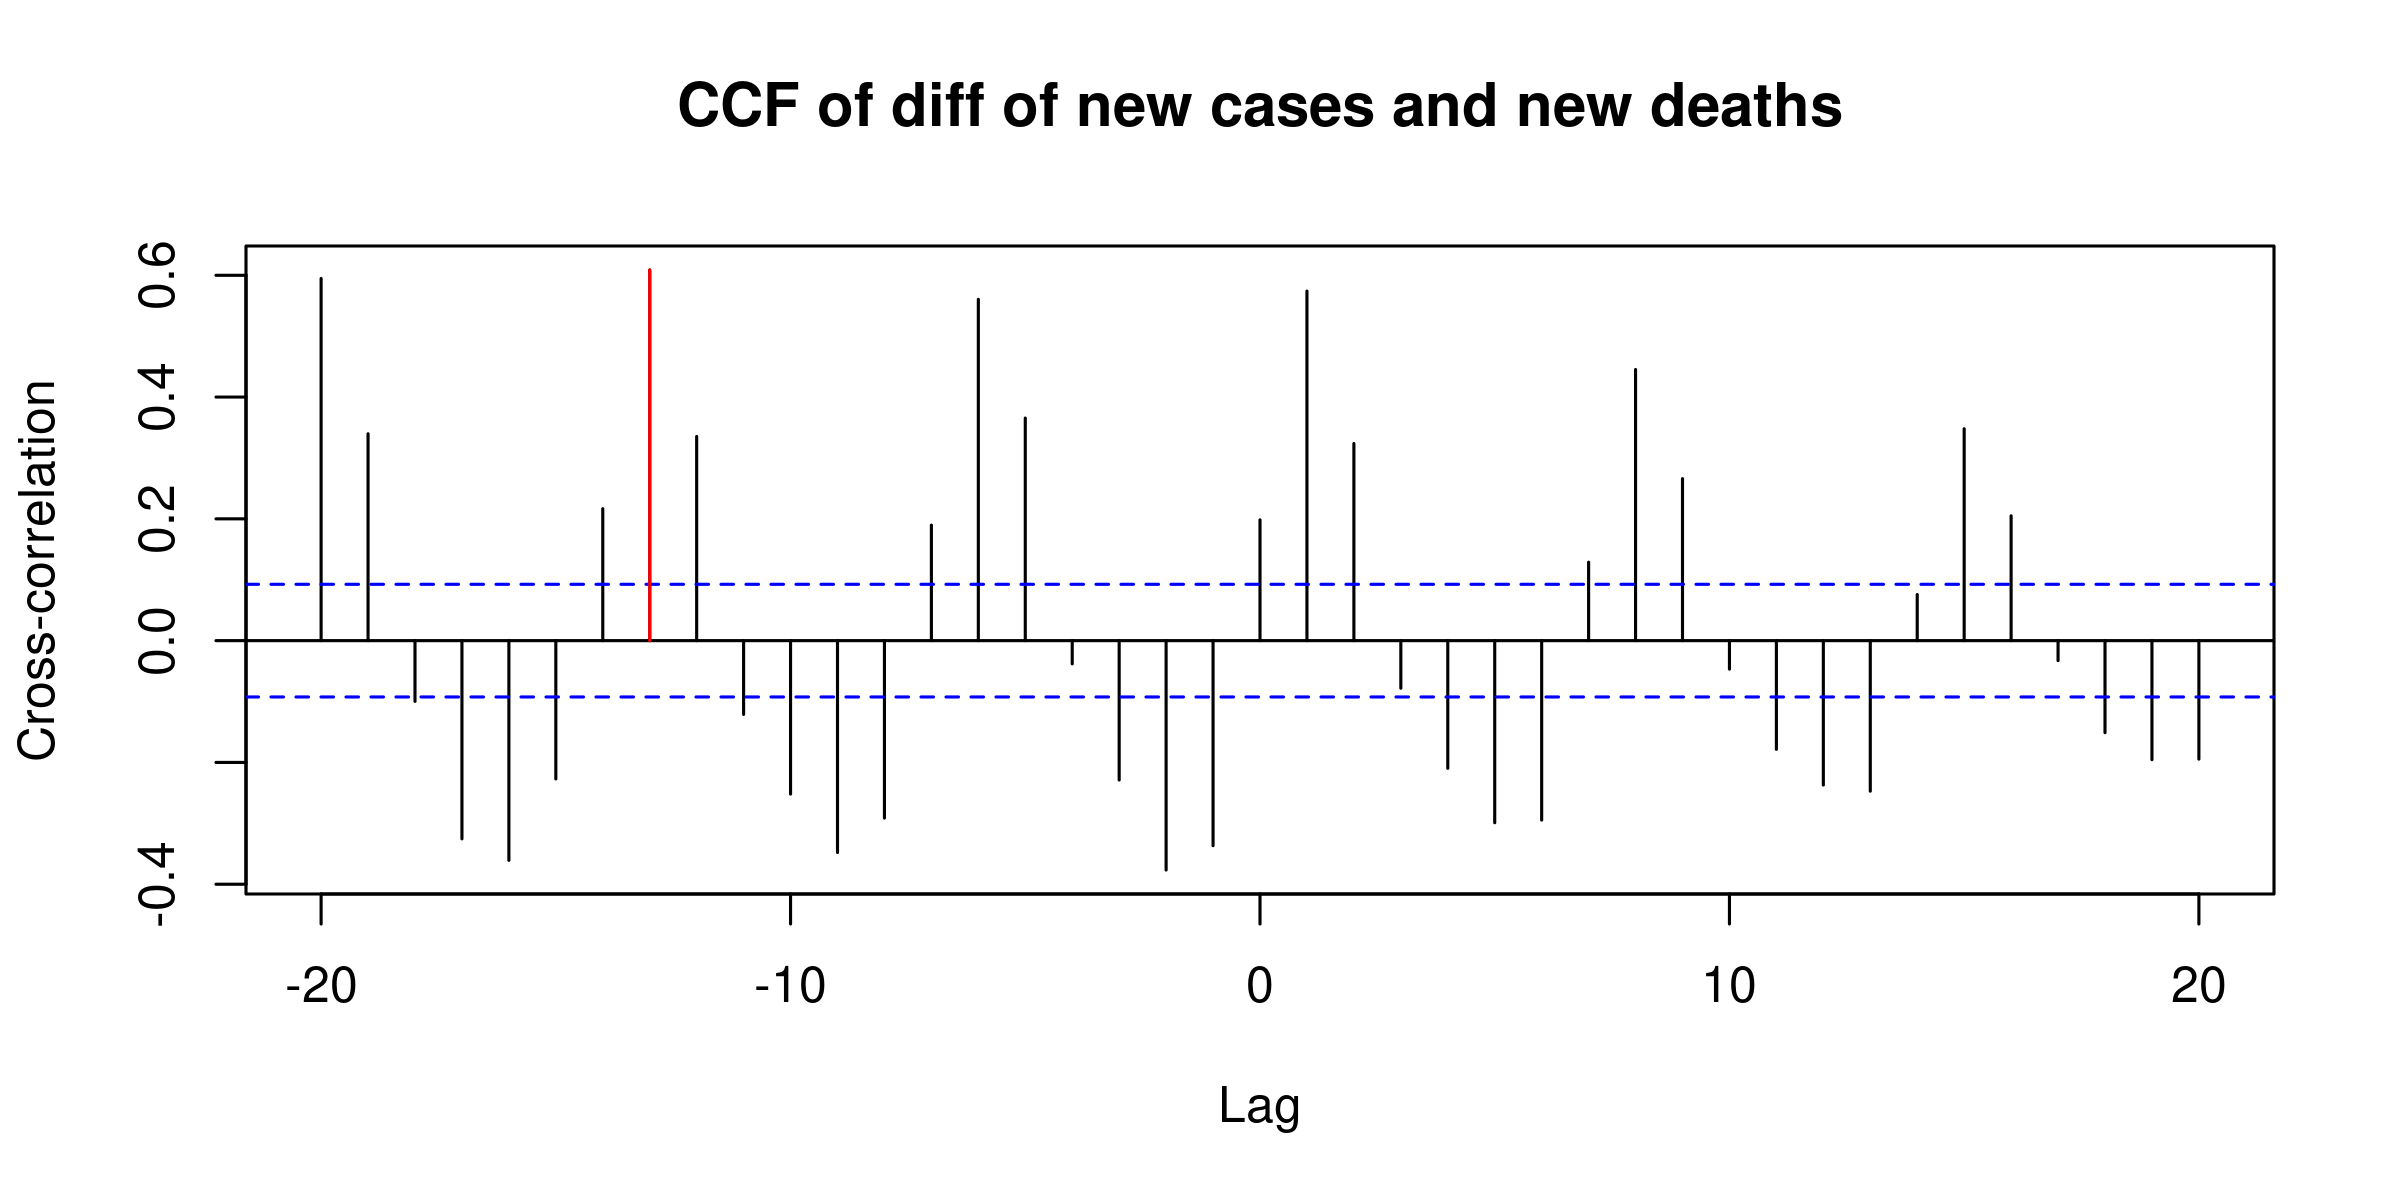 CCF of diff of new cases and new deaths
Cross-correlation
0.6
0.4
0.2
0.0
-0.4
-20 -10 0 10 20
Lag